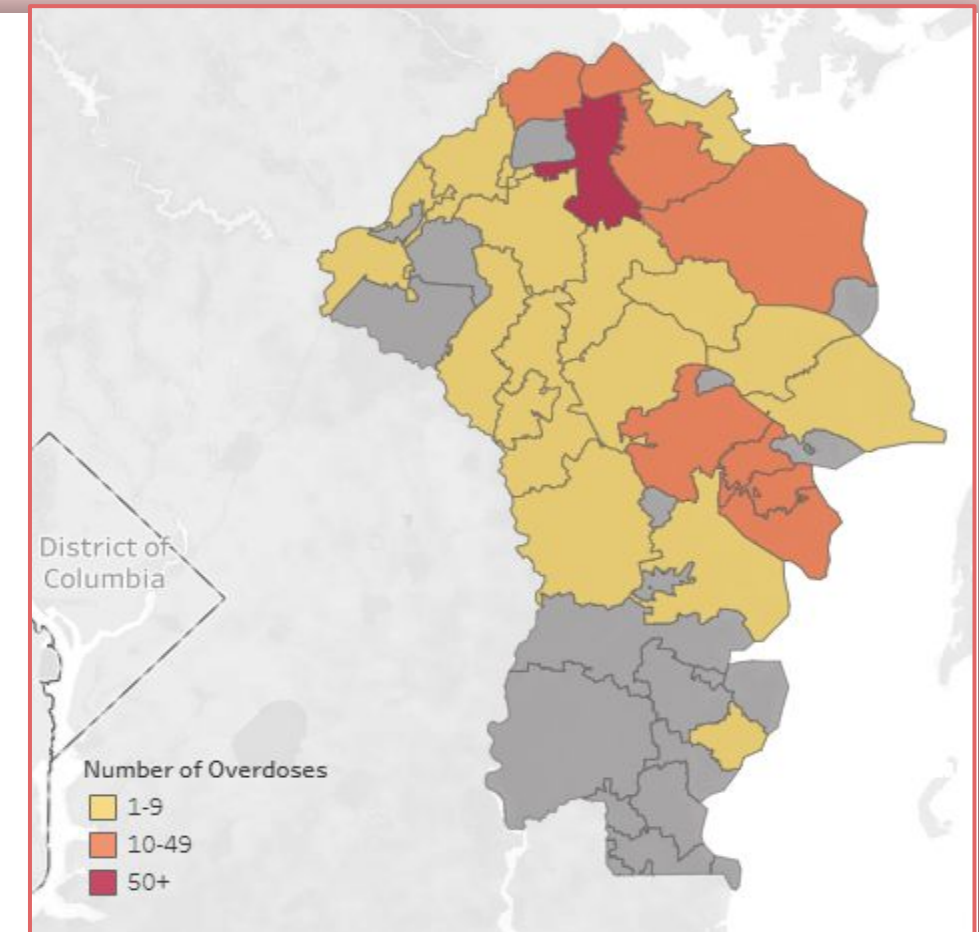 District of
Columbia
Number of Overdoses
1-9
10-49
50+